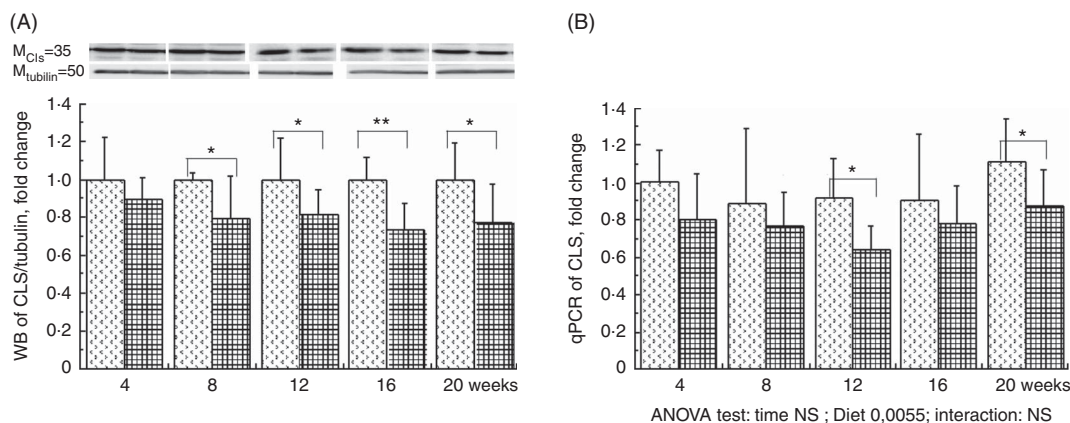 (A)
M_Cls=35
M_tubilin=50
WB of CLS/tubulin, fold change
1·4
1·2
1·0
0·8
0·6
0·4
0·2
0
*
*
**
*
4 8 12 16 20 weeks
(B)
qPCR of CLS, fold change
1·4
1·2
1·0
0·8
0·6
0·4
0·2
0
*
*
4 8 12 16 20 weeks
ANOVA test: time NS ; Diet 0,0055; interaction: NS